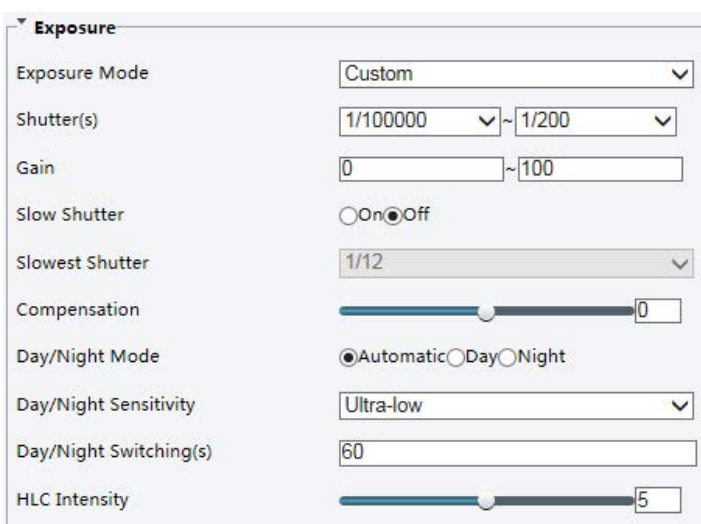 Exposure
Exposure Mode Custom
Shutter(s) 1/100000 ~ 1/200
Gain 0 ~ 100
Slow Shutter On Off
Slowest Shutter 1/12
Compensation 0
Day/Night Mode Automatic Day Night
Day/Night Sensitivity Ultra-low
Day/Night Switching(s) 60
HLC Intensity 5